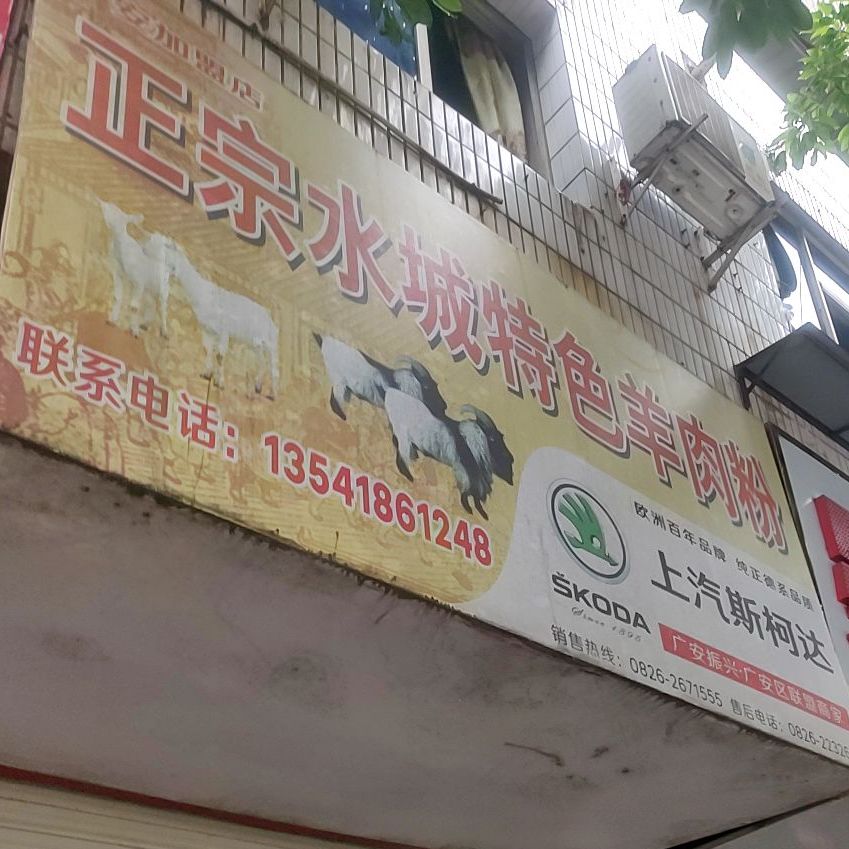 加盟店
正宗水城特色羊肉粉
联系电话：13541861248
欧洲百年品牌 纯正德系品质
上汽斯柯达
ŠKODA
Since 1895
广安振兴·广安区联盟商家
销售热线：0826-2671555 售后电话：0826-22326